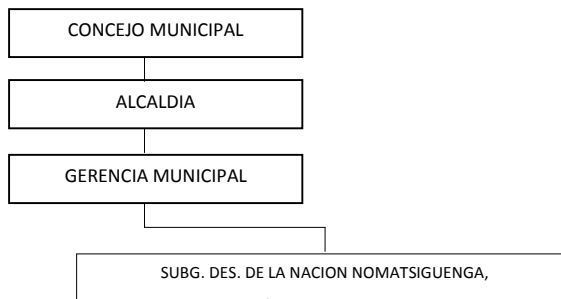 CONCEJO MUNICIPAL
ALCALDIA
GERENCIA MUNICIPAL
SUBG. DES. DE LA NACION NOMATSIGUENGA,